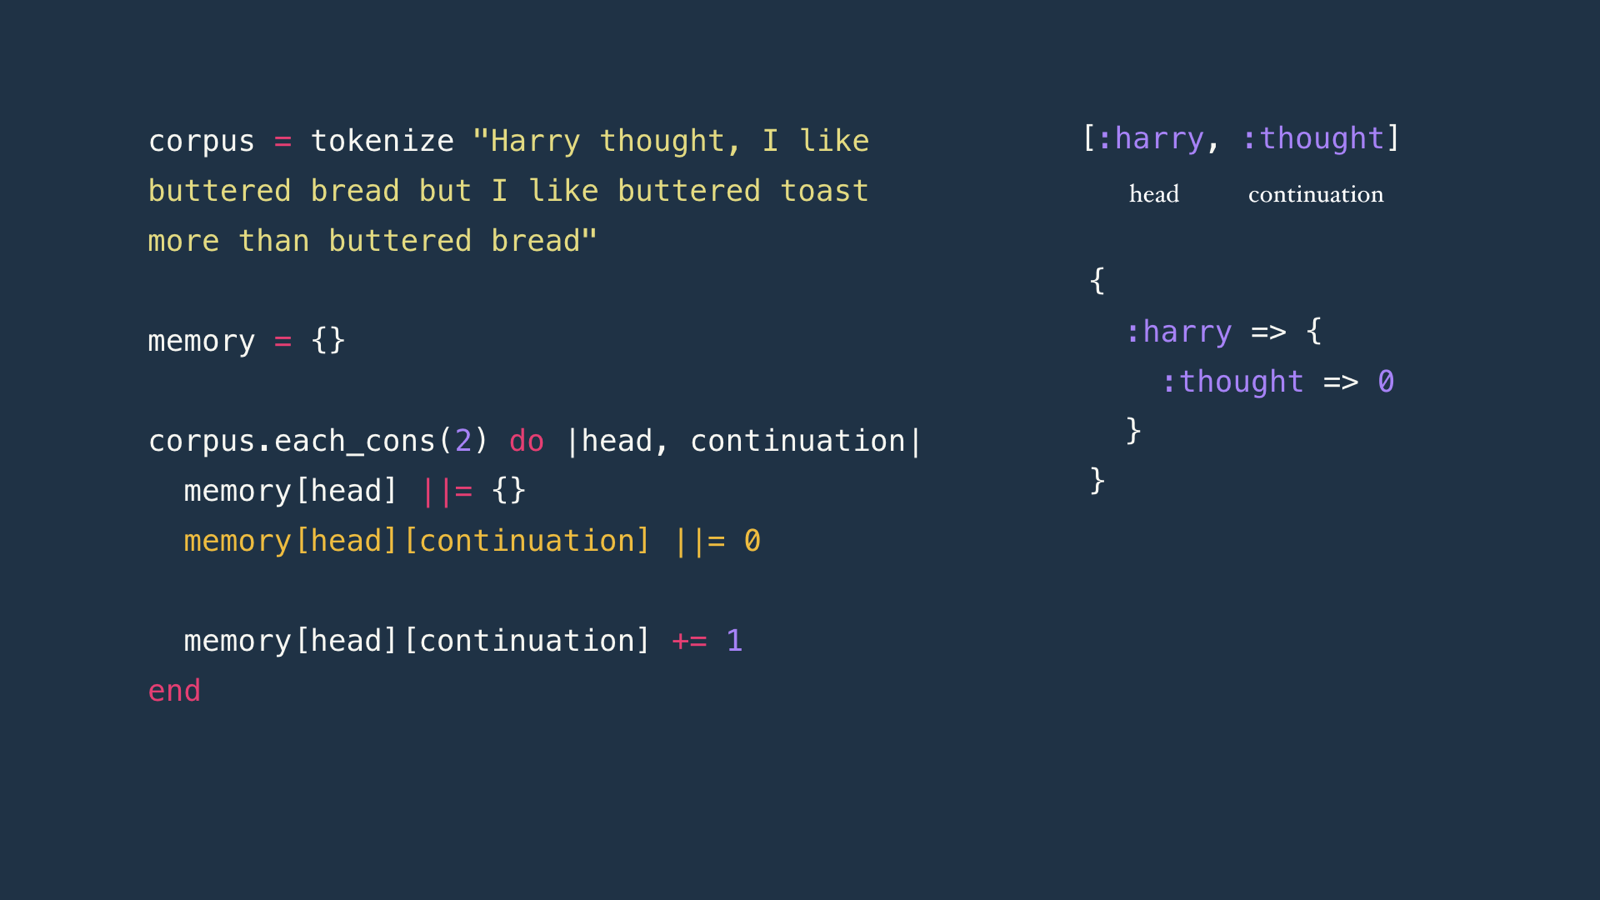 corpus = tokenize "Harry thought, I like
buttered bread but I like buttered toast
more than buttered bread"
memory = {}
corpus.each_cons(2) do |head, continuation|
  memory[head] ||= {}
  memory[head][continuation] ||= 0
  memory[head][continuation] += 1
end
[:harry, :thought]
head continuation
{
  :harry => {
    :thought => 0
  }
}